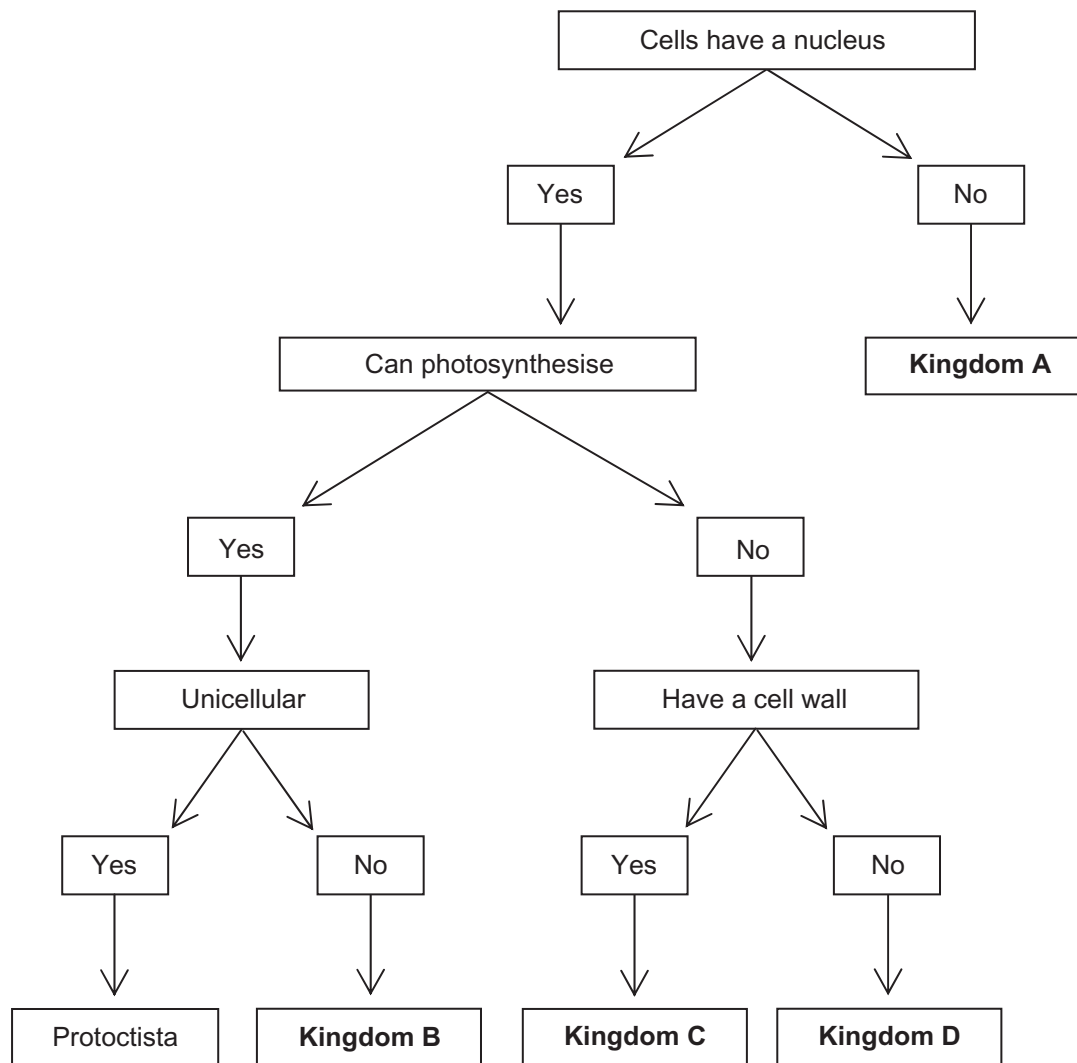 Cells have a nucleus
Yes
No
Can photosynthesise
Kingdom A
Yes
No
Unicellular
Have a cell wall
Yes
No
Yes
No
Protoctista
Kingdom B
Kingdom C
Kingdom D